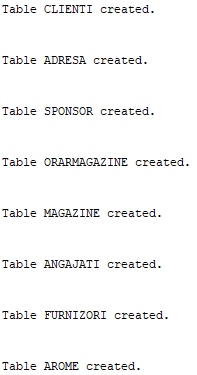 Table CLIENTI created.
Table ADRESA created.
Table SPONSOR created.
Table ORARMAGAZINE created.
Table MAGAZINE created.
Table ANGAJATI created.
Table FURNIZORI created.
Table AROME created.